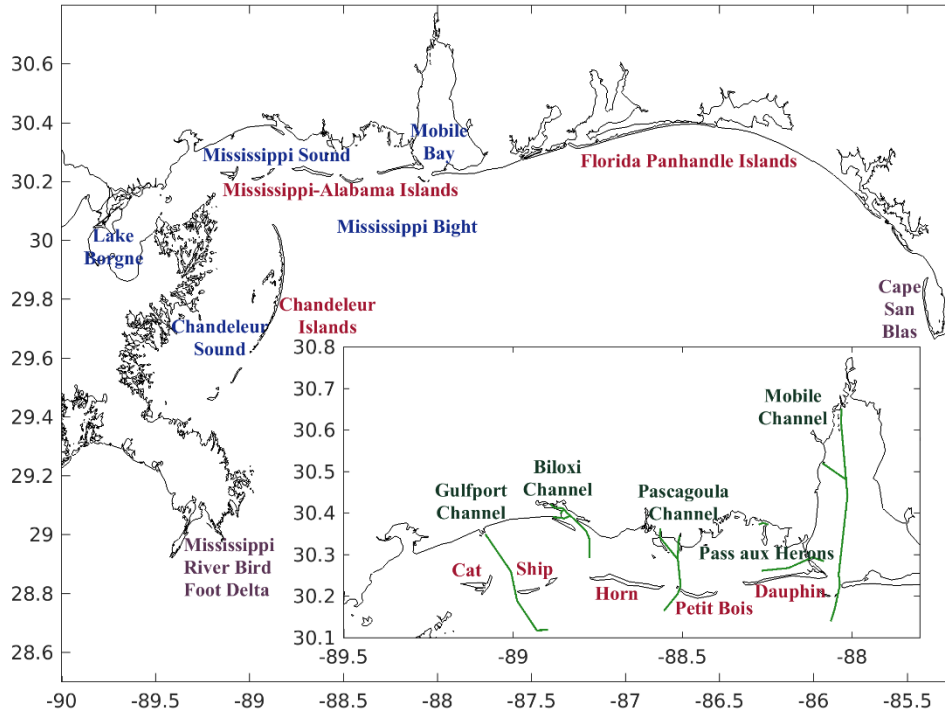 30.6
30.4
30.2
30
29.8
29.6
29.4
29.2
29
28.8
28.6
-90
-89.5
-89
-88.5
-88
-87.5
-87
-86.5
-86
-85.5
Mobile
Bay
Mississippi Sound
Florida Panhandle Islands
Mississippi-Alabama Islands
Mississippi Bight
Lake
Borgne
Cape
San
Blas
Chandeleur
Islands
Chandeleur
Sound
Mississippi
River Bird
Foot Delta
30.8
30.7
30.6
30.5
30.4
30.3
30.2
30.1
-89.5
-89
-88.5
-88
Mobile
Channel
Biloxi
Channel
Gulfport
Channel
Pascagoula
Channel
Pass aux Herons
Cat
Ship
Horn
Petit Bois
Dauphin